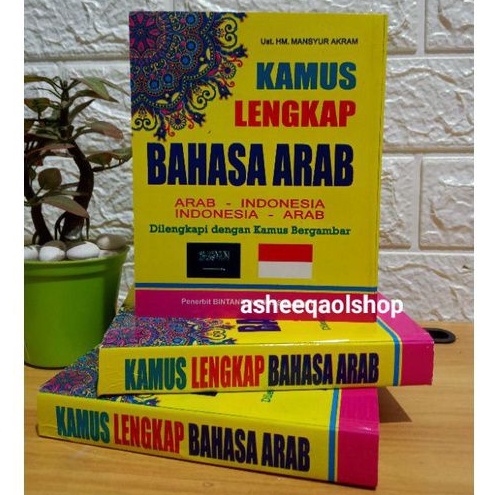 Ust. HM. MANSYUR AKRAM
KAMUS
LENGKAP
BAHASA ARAB
ARAB - INDONESIA
INDONESIA - ARAB
Dilengkapi dengan Kamus Bergambar
Penerbit BINTANG
asheeqaolshop
KAMUS LENGKAP BAHASA ARAB
KAMUS LENGKAP BAHASA ARAB